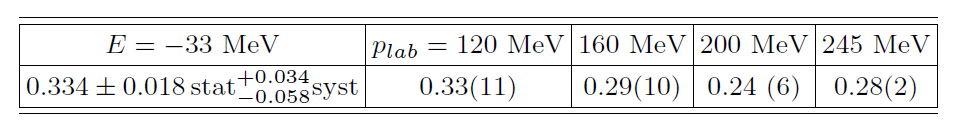 E = −33 MeV p_lab = 120 MeV 160 MeV 200 MeV 245 MeV
0.334 ± 0.018 stat^{+0.034}_{−0.058}syst 0.33(11) 0.29(10) 0.24 (6) 0.28(2)